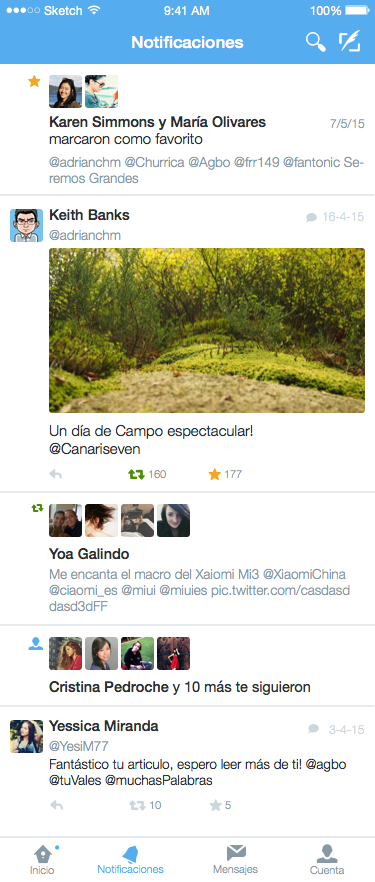 Sketch 9:41 AM 100%
Notificaciones
Karen Simmons y María Olivares 7/5/15
marcaron como favorito
@adrianchm @Churrica @Agbo @frr149 @fantonic Se-
remos Grandes
Keith Banks 16-4-15
@adrianchm
Un día de Campo espectacular!
@Canariseven
160 177
Yoa Galindo
Me encanta el macro del Xaiomi Mi3 @XiaomiChina
@ciaomi_es @miui @miuies pic.twitter.com/casdasd
dasd3dFF
Cristina Pedroche y 10 más te siguieron
Yessica Miranda 3-4-15
@YesiM77
Fantástico tu articulo, espero leer más de ti! @agbo
@tuVales @muchasPalabras
10 5
Inicio Notificaciones Mensajes Cuenta